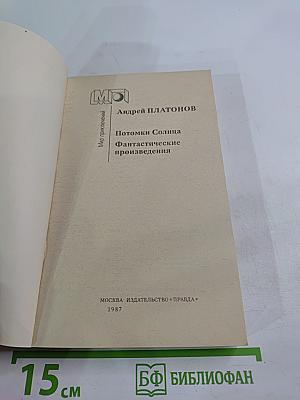 МП
Мир приключений
Андрей ПЛАТОНОВ
Потомки Солнца
Фантастические
произведения
МОСКВА ИЗДАТЕЛЬСТВО «ПРАВДА»
1987
15 см
БФ БИБЛИОФАН